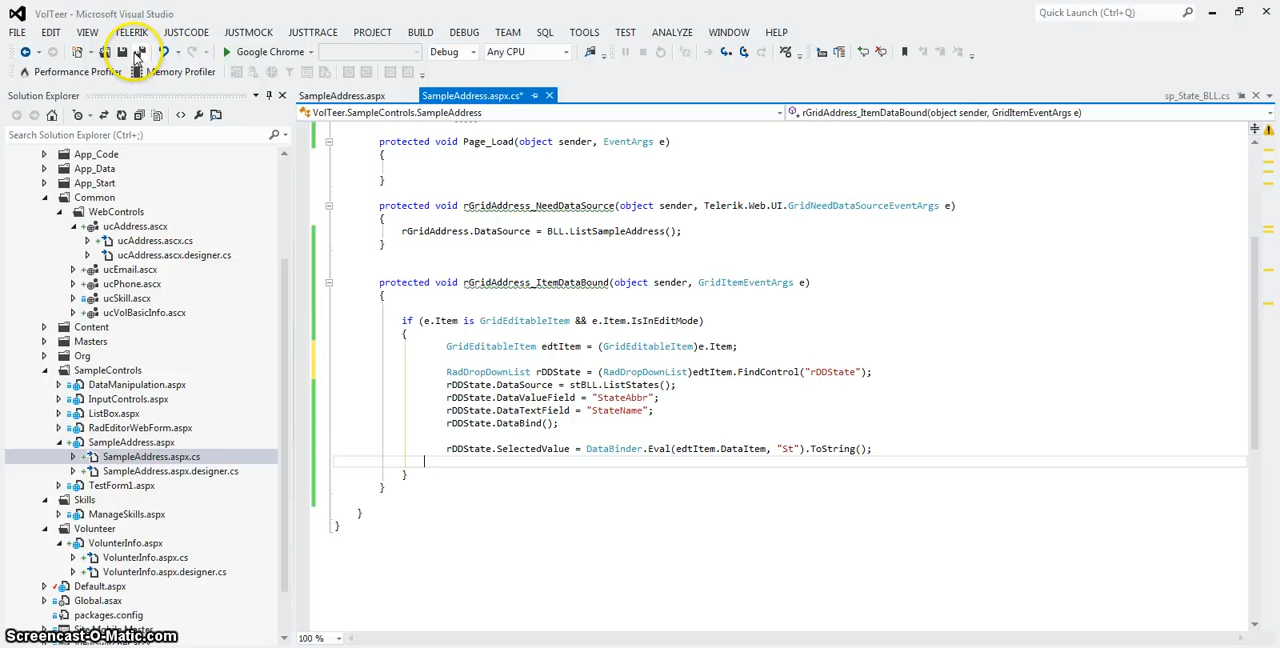 VolTeer - Microsoft Visual Studio
Quick Launch (Ctrl+Q)
FILE EDIT VIEW TELERIK JUSTCODE JUSTMOCK JUSTTRACE PROJECT BUILD DEBUG TEAM SQL TOOLS TEST ANALYZE WINDOW HELP
Google Chrome Debug Any CPU
Performance Profiler Memory Profiler
Solution Explorer
SampleAddress.aspx SampleAddress.aspx.cs* sp_State_BLL.cs
VolTeer.SampleControls.SampleAddress rGridAddress_ItemDataBound(object sender, GridItemEventArgs e)
Search Solution Explorer (Ctrl+;)
App_Code
App_Data
App_Start
Common
WebControls
ucAddress.ascx
ucAddress.ascx.cs
ucAddress.ascx.designer.cs
ucEmail.ascx
ucPhone.ascx
ucSkill.ascx
ucVolBasicInfo.ascx
Content
Masters
Org
SampleControls
DataManipulation.aspx
InputControls.aspx
ListBox.aspx
RadEditorWebForm.aspx
SampleAddress.aspx
SampleAddress.aspx.cs
SampleAddress.aspx.designer.cs
TestForm1.aspx
Skills
ManageSkills.aspx
Volunteer
VolunterInfo.aspx
VolunterInfo.aspx.cs
VolunterInfo.aspx.designer.cs
Default.aspx
Global.asax
packages.config
protected void Page_Load(object sender, EventArgs e)
{
}
protected void rGridAddress_NeedDataSource(object sender, Telerik.Web.UI.GridNeedDataSourceEventArgs e)
{
rGridAddress.DataSource = BLL.ListSampleAddress();
}
protected void rGridAddress_ItemDataBound(object sender, GridItemEventArgs e)
{
if (e.Item is GridEditableItem && e.Item.IsInEditMode)
{
GridEditableItem edtItem = (GridEditableItem)e.Item;
RadDropDownList rDDState = (RadDropDownList)edtItem.FindControl("rDDState");
rDDState.DataSource = stBLL.ListStates();
rDDState.DataValueField = "StateAbbr";
rDDState.DataTextField = "StateName";
rDDState.DataBind();
rDDState.SelectedValue = DataBinder.Eval(edtItem.DataItem, "St").ToString();
}
}
}
}
100 %
Screencast-O-Matic.com